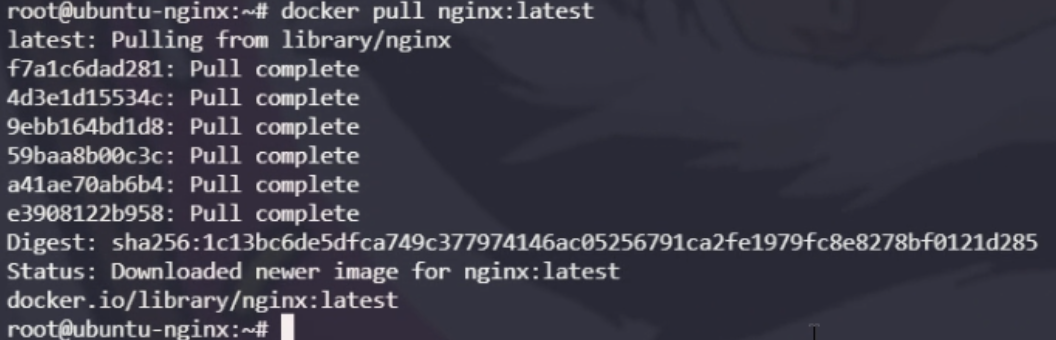 root@ubuntu-nginx:~# docker pull nginx:latest
latest: Pulling from library/nginx
f7a1c6dad281: Pull complete
4d3e1d15534c: Pull complete
9ebb164bd1d8: Pull complete
59baa8b00c3c: Pull complete
a41ae70ab6b4: Pull complete
e3908122b958: Pull complete
Digest: sha256:1c13bc6de5dfca749c377974146ac05256791ca2fe1979fc8e8278bf0121d285
Status: Downloaded newer image for nginx:latest
docker.io/library/nginx:latest
root@ubuntu-nginx:~#